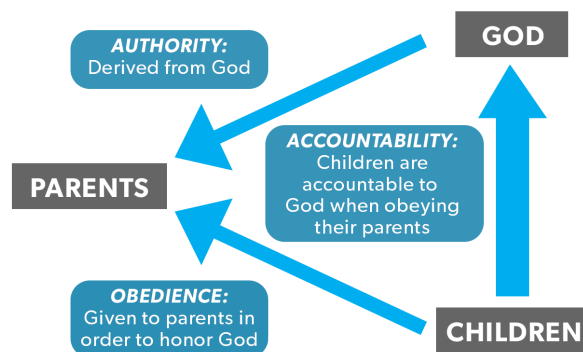 AUTHORITY:
Derived from God
GOD
ACCOUNTABILITY:
Children are
accountable to
God when obeying
their parents
PARENTS
OBEDIENCE:
Given to parents in
order to honor God
CHILDREN